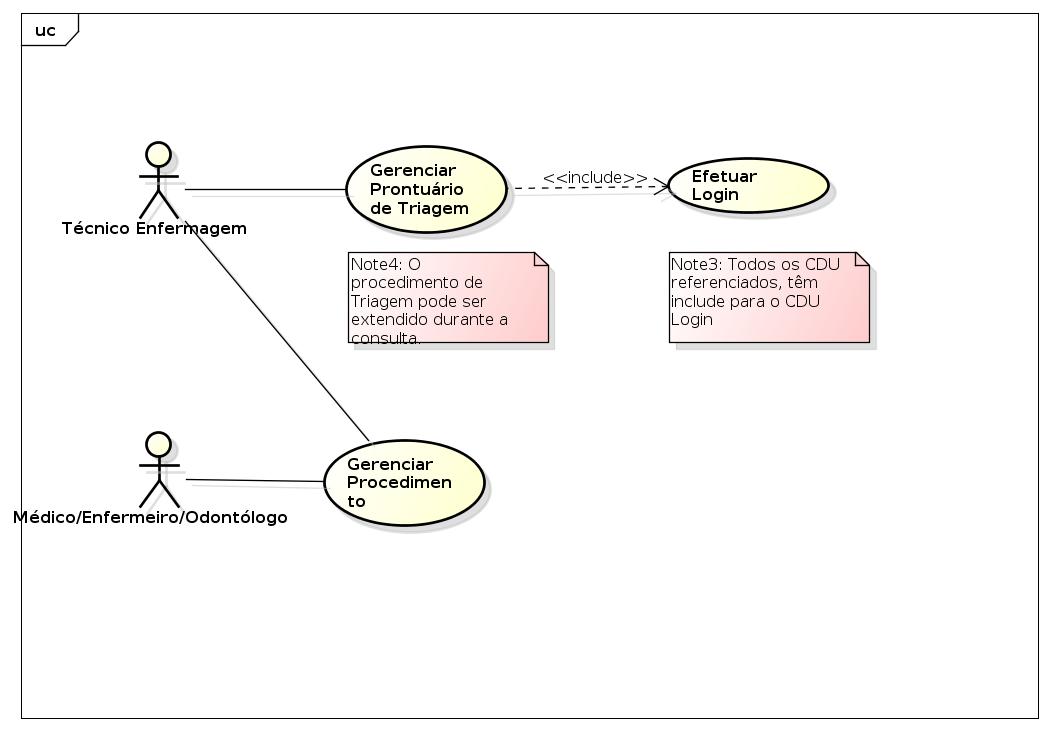 uc
Gerenciar
Prontuário
de Triagem
<<include>>
Efetuar
Login
Técnico Enfermagem
Note4: O
procedimento de
Triagem pode ser
extendido durante a
consulta.
Note3: Todos os CDU
referenciados, têm
include para o CDU
Login
Gerenciar
Procedimen
to
Médico/Enfermeiro/Odontólogo